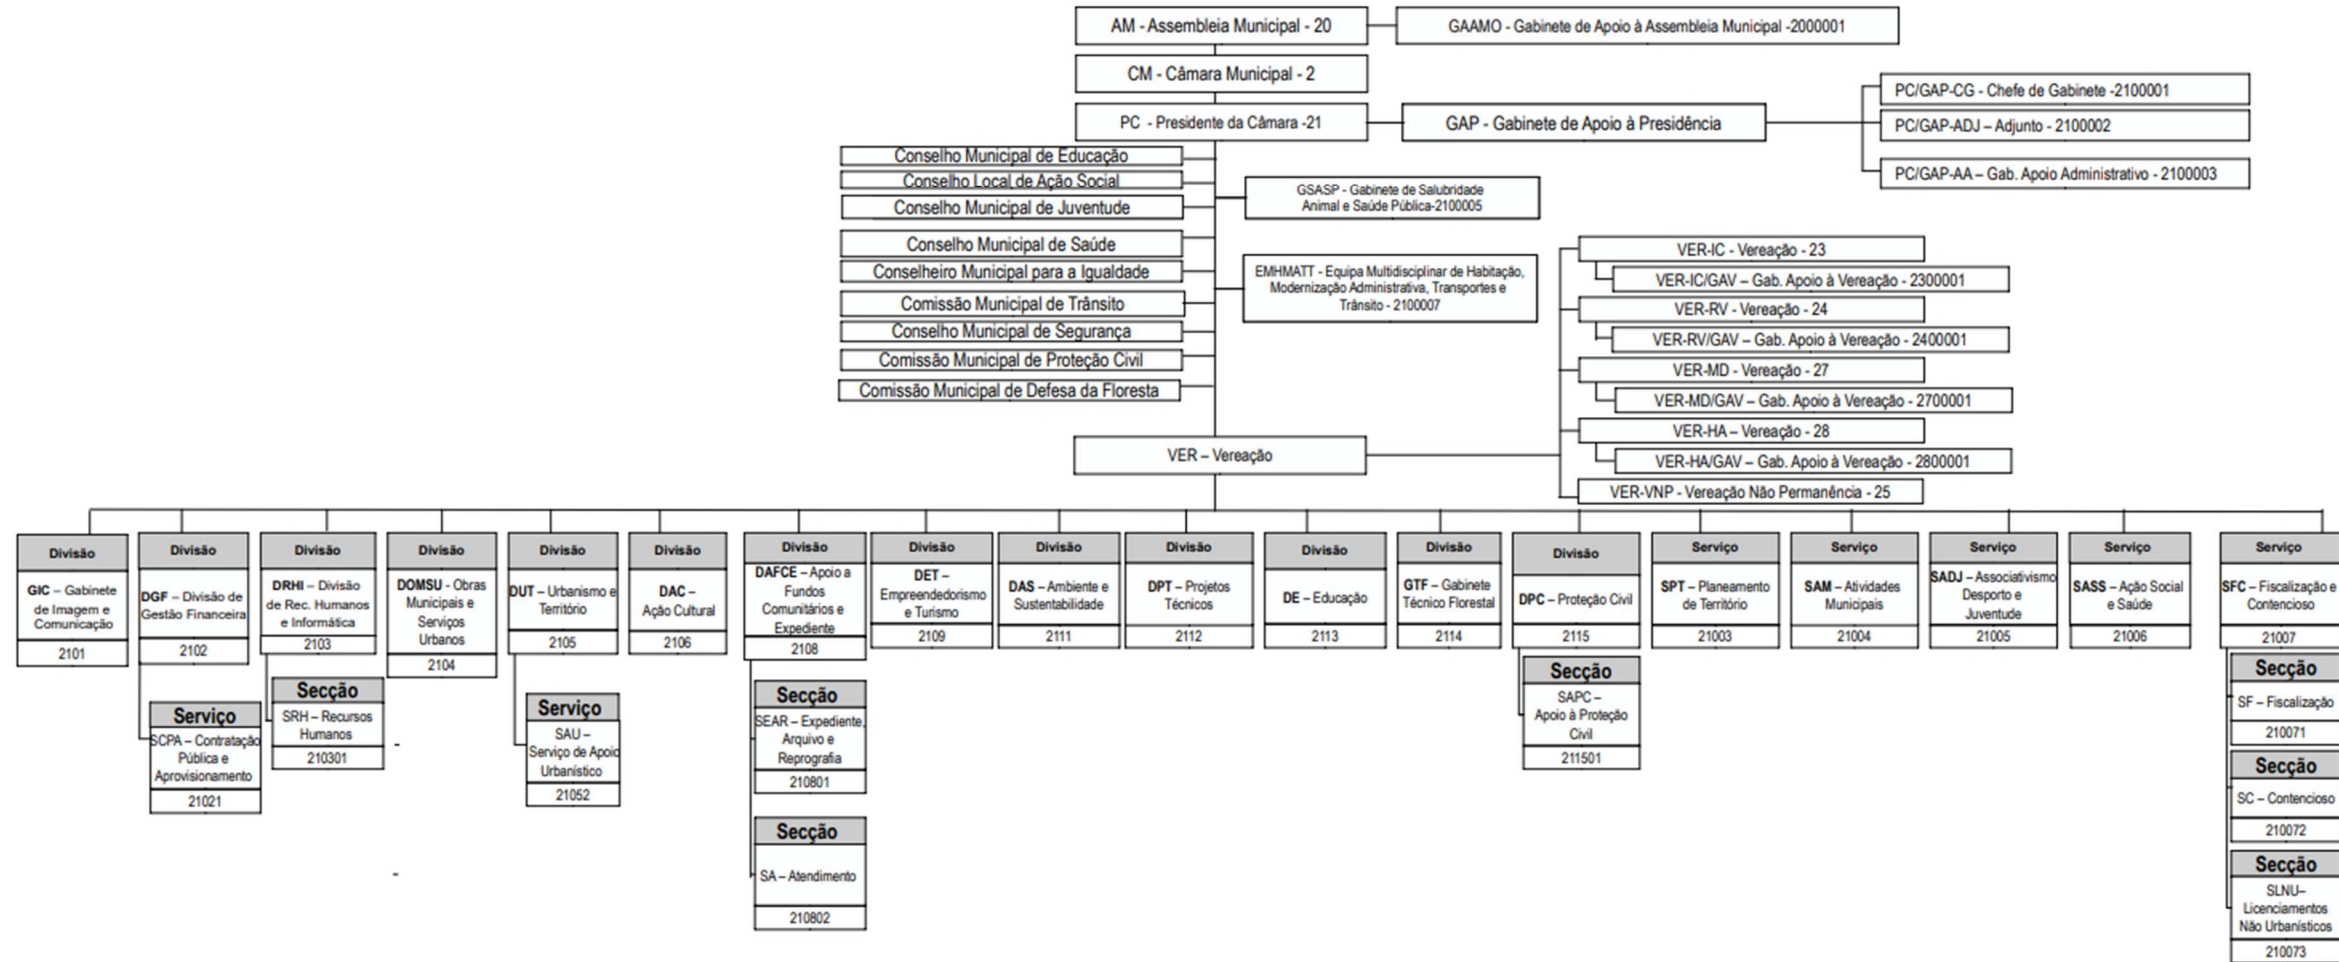 AM - Assembleia Municipal - 20
GAAMO - Gabinete de Apoio à Assembleia Municipal -2000001
CM - Câmara Municipal - 2
PC - Presidente da Câmara -21
GAP - Gabinete de Apoio à Presidência
PC/GAP-CG - Chefe de Gabinete -2100001
PC/GAP-ADJ – Adjunto - 2100002
PC/GAP-AA – Gab. Apoio Administrativo - 2100003
Conselho Municipal de Educação
Conselho Local de Ação Social
Conselho Municipal de Juventude
Conselho Municipal de Saúde
Conselheiro Municipal para a Igualdade
Comissão Municipal de Trânsito
Conselho Municipal de Segurança
Comissão Municipal de Proteção Civil
Comissão Municipal de Defesa da Floresta
GSASP - Gabinete de Salubridade
Animal e Saúde Pública-2100005
EMHMATT - Equipa Multidisciplinar de Habitação,
Modernização Administrativa, Transportes e
Trânsito - 2100007
VER-IC - Vereação - 23
VER-IC/GAV – Gab. Apoio à Vereação - 2300001
VER-RV - Vereação - 24
VER-RV/GAV – Gab. Apoio à Vereação - 2400001
VER-MD - Vereação - 27
VER-MD/GAV – Gab. Apoio à Vereação - 2700001
VER-HA – Vereação - 28
VER-HA/GAV – Gab. Apoio à Vereação - 2800001
VER-VNP - Vereação Não Permanência - 25
VER – Vereação
Divisão
GIC – Gabinete
de Imagem e
Comunicação
2101
Divisão
DGF – Divisão de
Gestão Financeira
2102
Serviço
SCPA – Contratação
Pública e
Aprovisionamento
21021
Divisão
DRHI – Divisão
de Rec. Humanos
e Informática
2103
Secção
SRH – Recursos
Humanos
210301
Divisão
DOMSU - Obras
Municipais e
Serviços
Urbanos
2104
Divisão
DUT – Urbanismo e
Território
2105
Serviço
SAU –
Serviço de Apoio
Urbanístico
21052
Divisão
DAC –
Ação Cultural
2106
Divisão
DAFCE – Apoio a
Fundos
Comunitários e
Expediente
2108
Secção
SEAR – Expediente,
Arquivo e
Reprografia
210801
Secção
SA – Atendimento
210802
Divisão
DET –
Empreendedorismo
e Turismo
2109
Divisão
DAS – Ambiente e
Sustentabilidade
2111
Divisão
DPT – Projetos
Técnicos
2112
Divisão
DE – Educação
2113
Divisão
GTF – Gabinete
Técnico Florestal
2114
Divisão
DPC – Proteção Civil
2115
Secção
SAPC –
Apoio à Proteção
Civil
211501
Serviço
SPT – Planeamento
de Território
21003
Serviço
SAM – Atividades
Municipais
21004
Serviço
SADJ – Associativismo
Desporto e
Juventude
21005
Serviço
SASS – Ação Social
e Saúde
21006
Serviço
SFC – Fiscalização e
Contencioso
21007
Secção
SF – Fiscalização
210071
Secção
SC – Contencioso
210072
Secção
SLNU–
Licenciamentos
Não Urbanísticos
210073
-
-